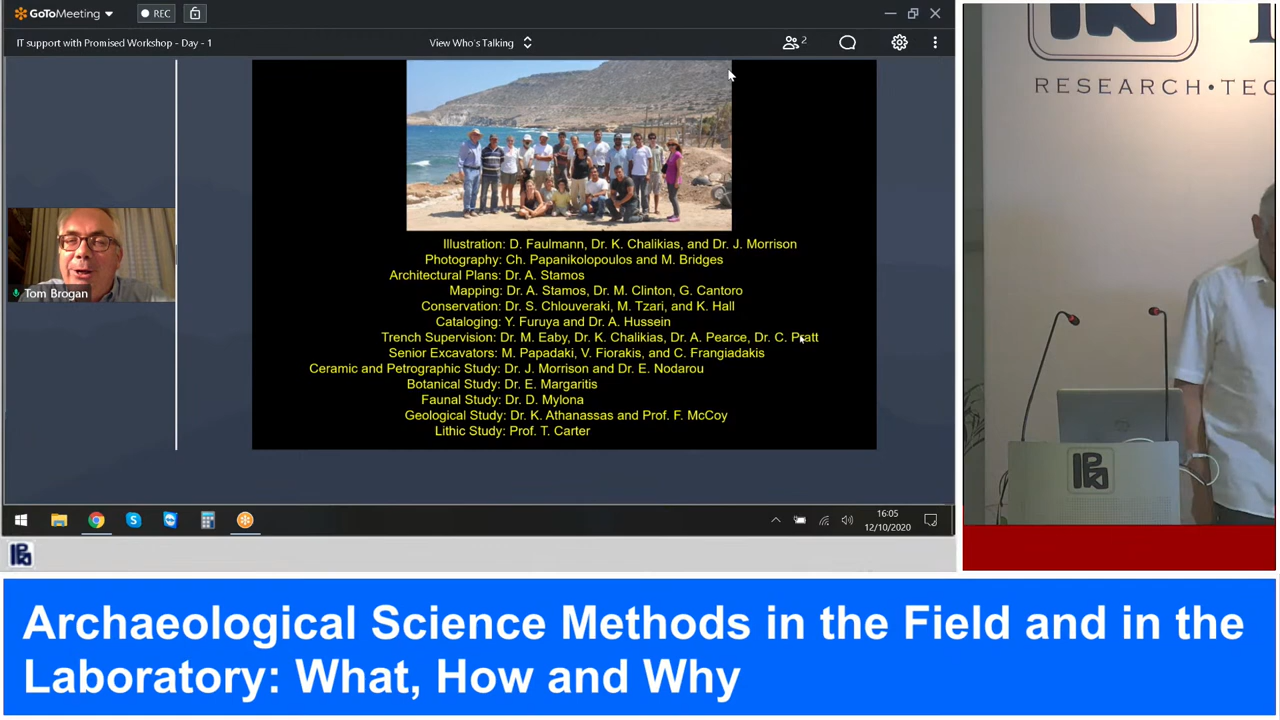 GoToMeeting
REC
IT support with Promised Workshop - Day - 1
View Who's Talking
2
RESEARCH•TEC
Tom Brogan
Illustration: D. Faulmann, Dr. K. Chalikias, and Dr. J. Morrison
Photography: Ch. Papanikolopoulos and M. Bridges
Architectural Plans: Dr. A. Stamos
Mapping: Dr. A. Stamos, Dr. M. Clinton, G. Cantoro
Conservation: Dr. S. Chlouveraki, M. Tzari, and K. Hall
Cataloging: Y. Furuya and Dr. A. Hussein
Trench Supervision: Dr. M. Eaby, Dr. K. Chalikias, Dr. A. Pearce, Dr. C. Pratt
Senior Excavators: M. Papadaki, V. Fiorakis, and C. Frangiadakis
Ceramic and Petrographic Study: Dr. J. Morrison and Dr. E. Nodarou
Botanical Study: Dr. E. Margaritis
Faunal Study: Dr. D. Mylona
Geological Study: Dr. K. Athanassas and Prof. F. McCoy
Lithic Study: Prof. T. Carter
16:05
12/10/2020
Archaeological Science Methods in the Field and in the
Laboratory: What, How and Why